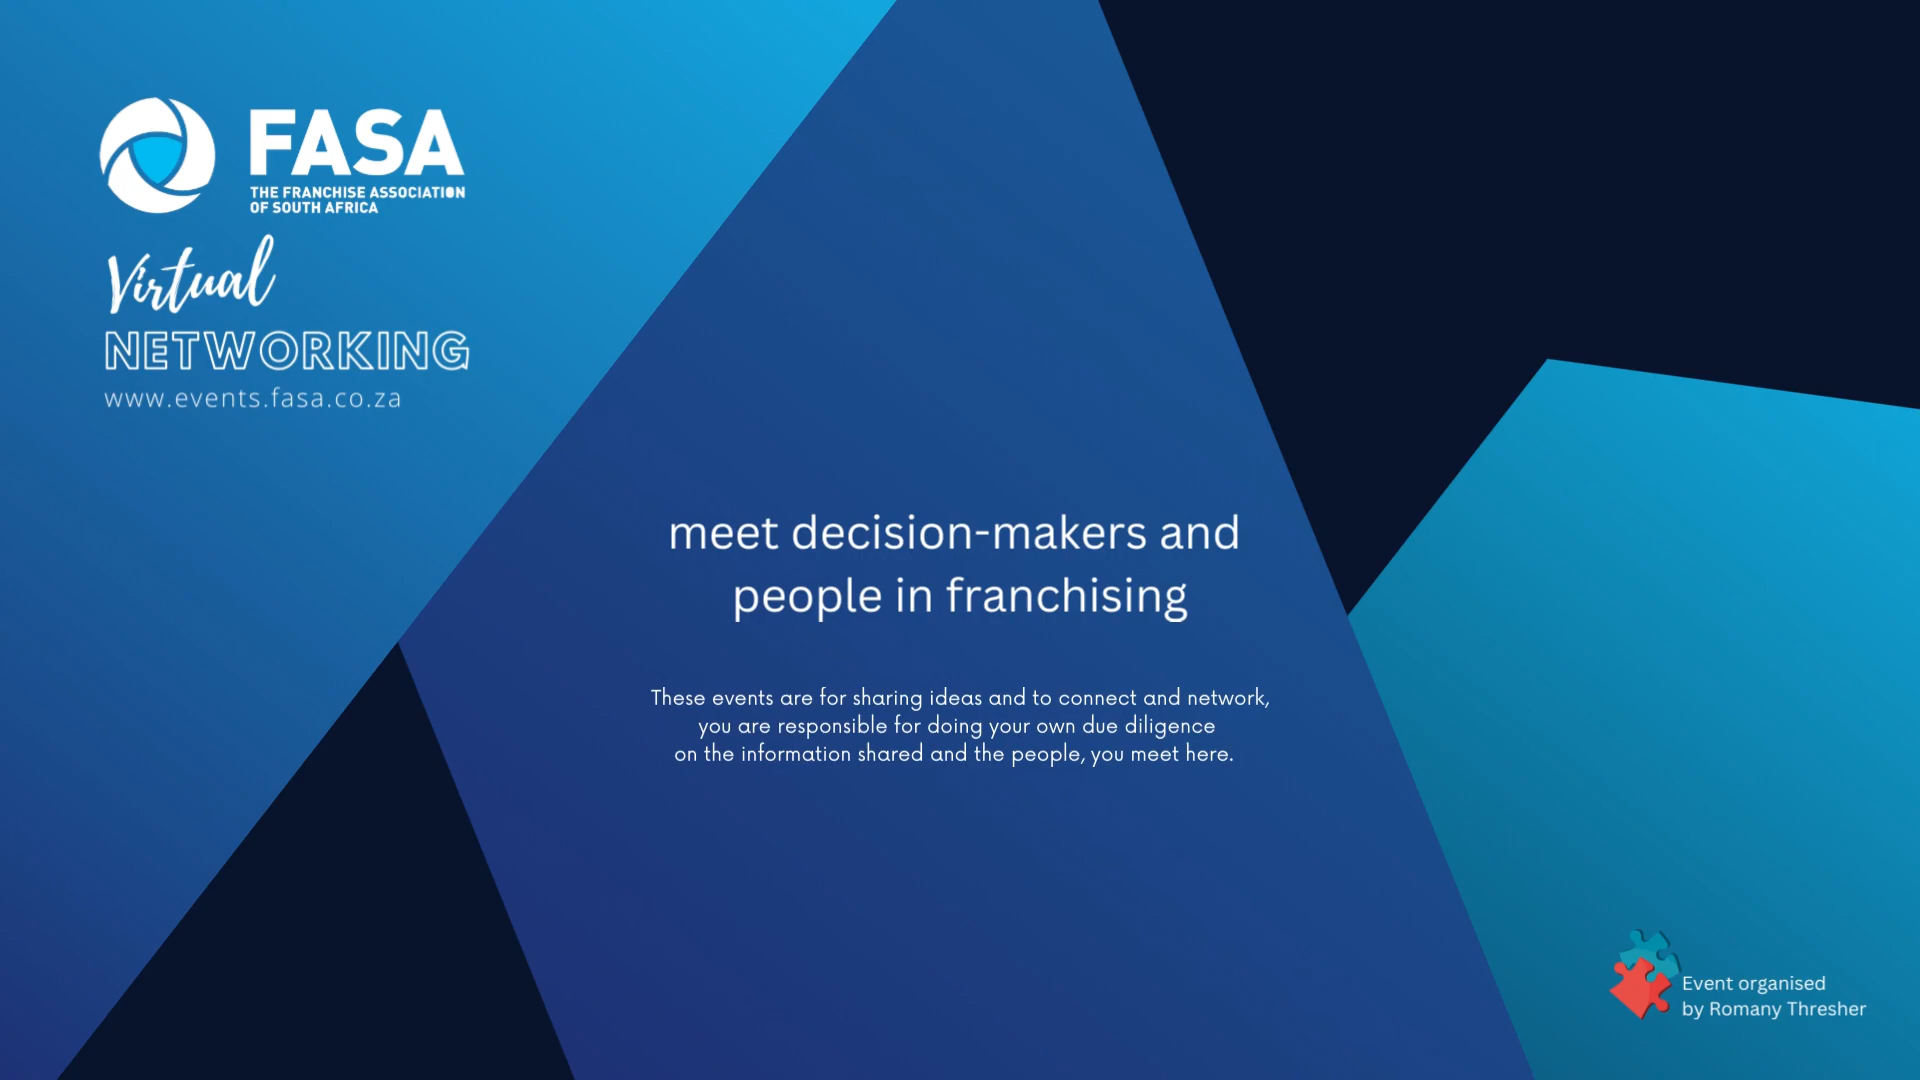 FASA
THE FRANCHISE ASSOCIATION
OF SOUTH AFRICA
Virtual
NETWORKING
www.events.fasa.co.za
meet decision-makers and
people in franchising
These events are for sharing ideas and to connect and network,
you are responsible for doing your own due diligence
on the information shared and the people, you meet here.
Event organised
by Romany Thresher